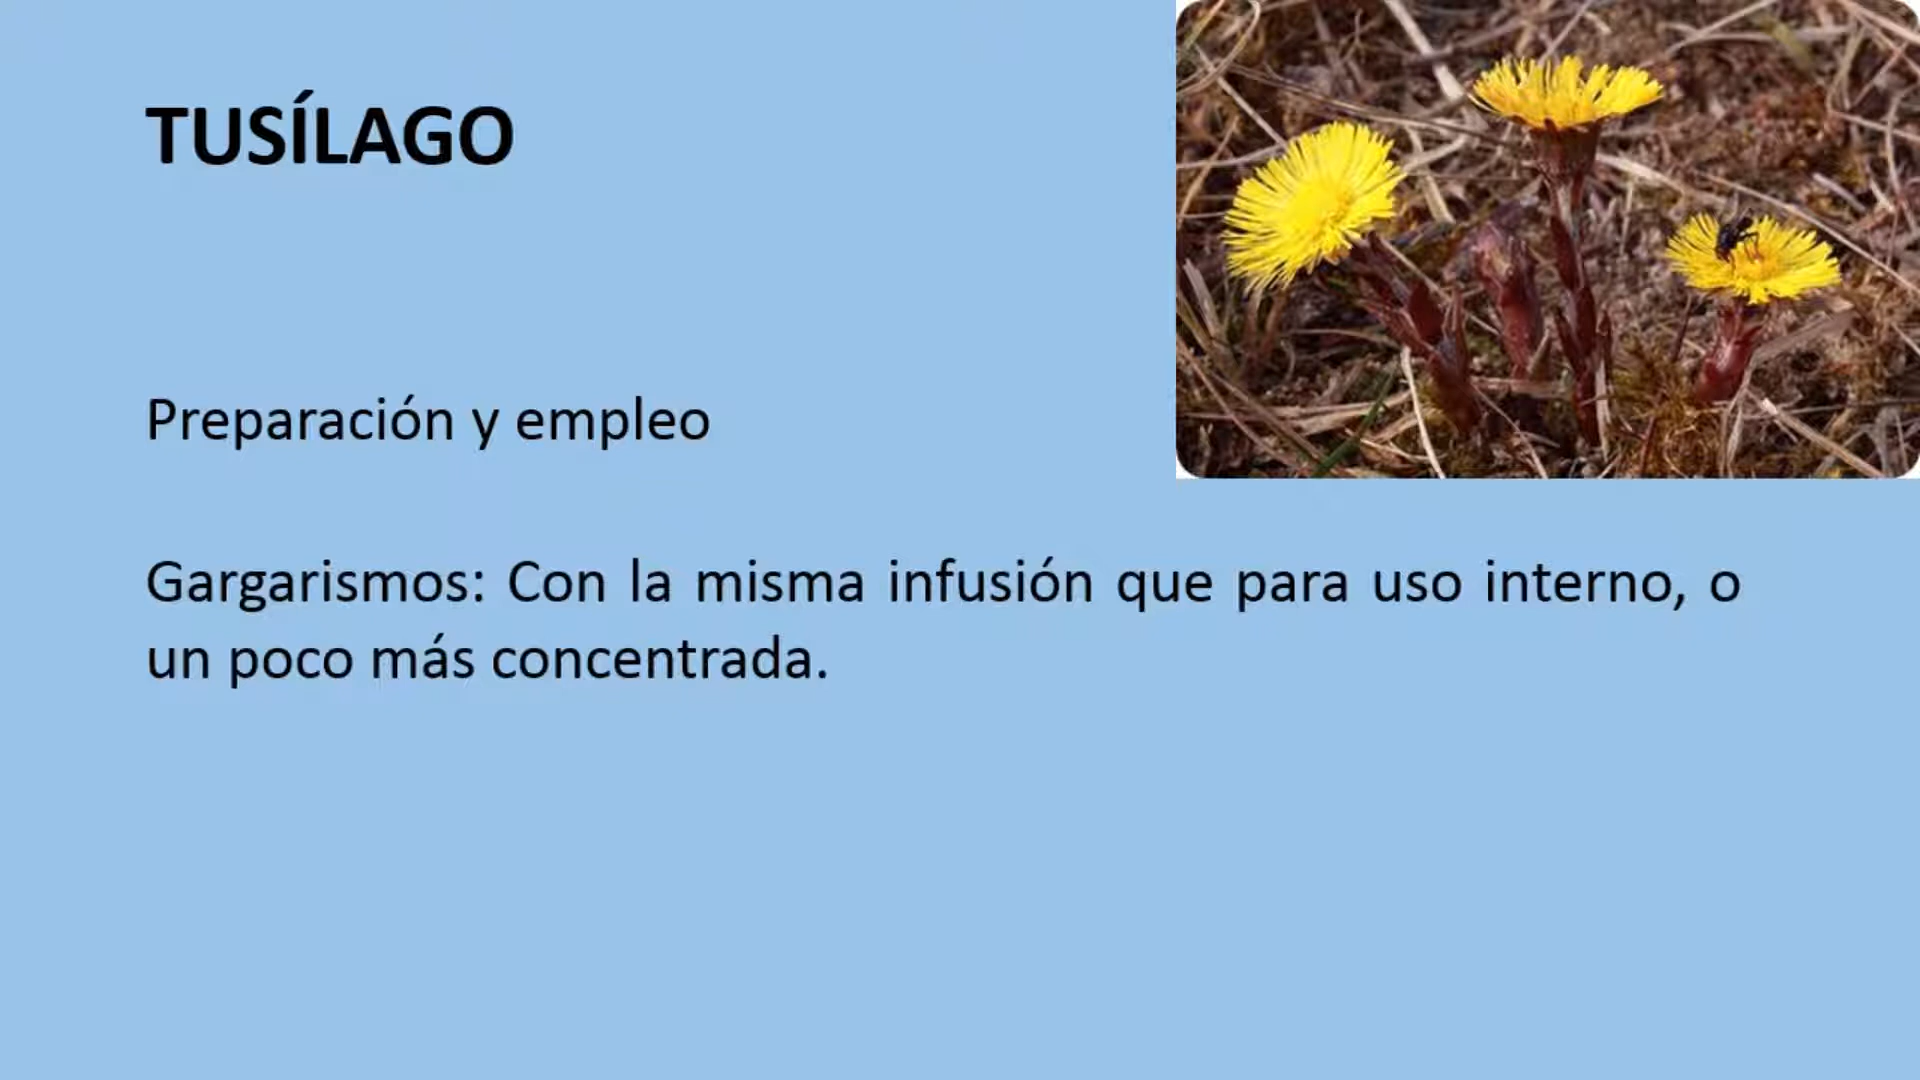 TUSÍLAGO
Preparación y empleo
Gargarismos: Con la misma infusión que para uso interno, o
un poco más concentrada.